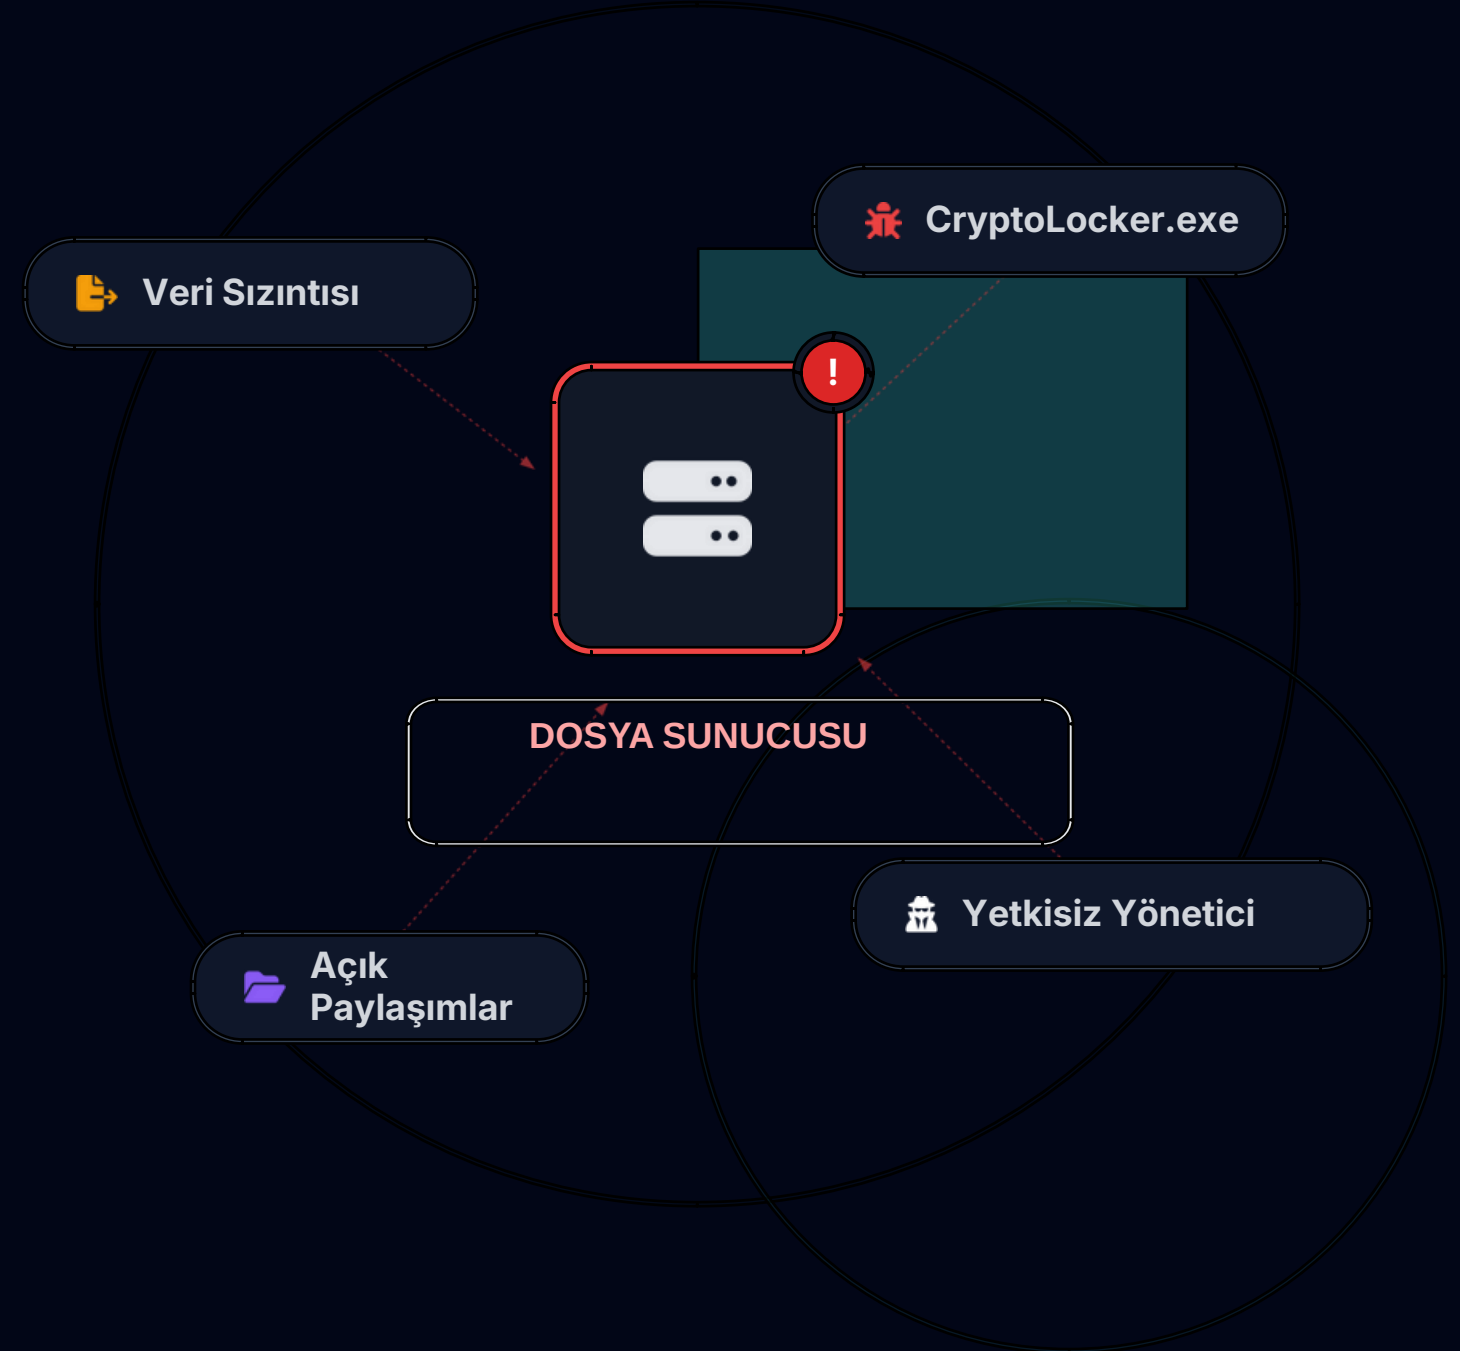 CryptoLocker.exe
Veri Sızıntısı
!
DOSYA SUNUCUSU
Yetkisiz Yönetici
Açık
Paylaşımlar